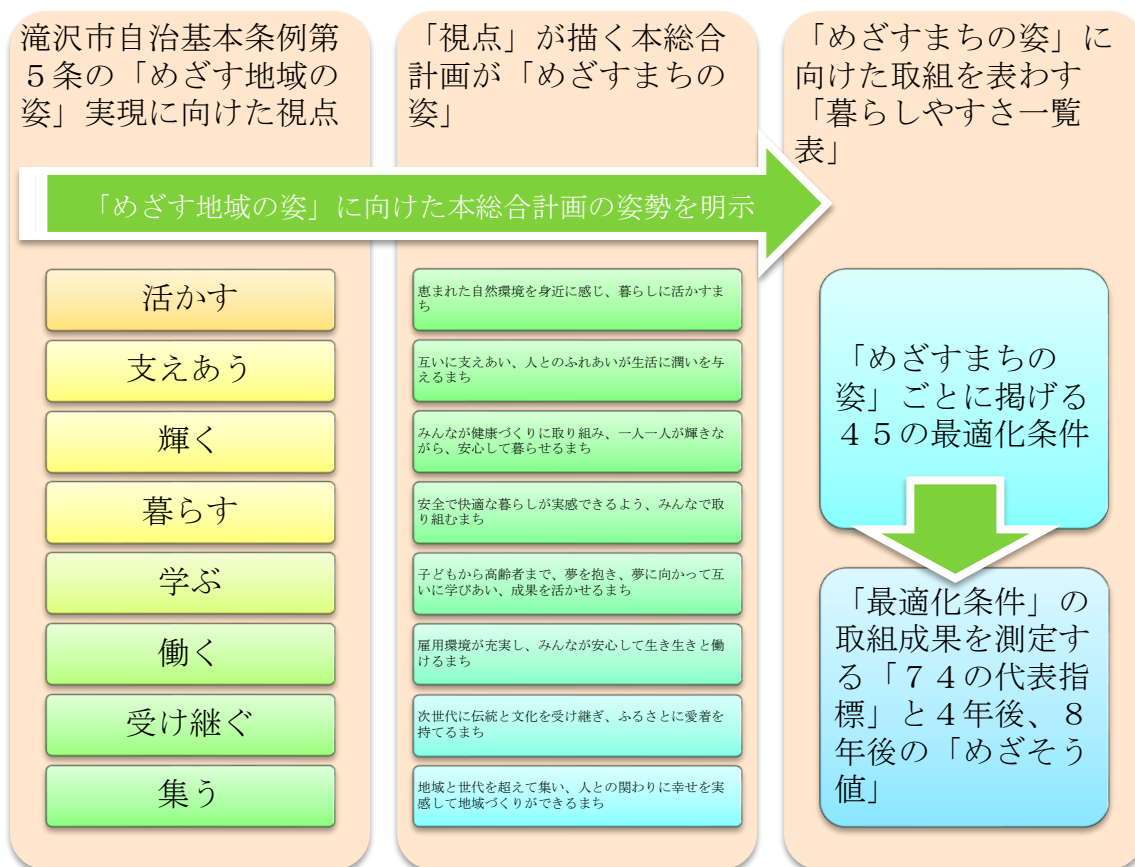 滝沢市自治基本条例第
５条の「めざす地域の
姿」実現に向けた視点
「視点」が描く本総合
計画が「めざすまちの
姿」
「めざすまちの姿」に
向けた取組を表わす
「暮らしやすさ一覧
表」
「めざす地域の姿」に向けた本総合計画の姿勢を明示
活かす
支えあう
輝く
暮らす
学ぶ
働く
受け継ぐ
集う
恵まれた自然環境を身近に感じ、暮らしに活かすま
ち
互いに支えあい、人とのふれあいが生活に潤いを与
えるまち
みんなが健康づくりに取り組み、一人一人が輝きな
がら、安心して暮らせるまち
安全で快適な暮らしが実感できるよう、みんなで取
り組むまち
子どもから高齢者まで、夢を抱き、夢に向かって互
いに学びあい、成果を活かせるまち
雇用環境が充実し、みんなが安心して生き生きと働
けるまち
次世代に伝統と文化を受け継ぎ、ふるさとに愛着を
持てるまち
地域と世代を超えて集い、人との関わりに幸せを実
感して地域づくりができるまち
「めざすまちの
姿」ごとに掲げる
４５の最適化条件
「最適化条件」の
取組成果を測定す
る「７４の代表指
標」と４年後、８
年後の「めざそう
値」